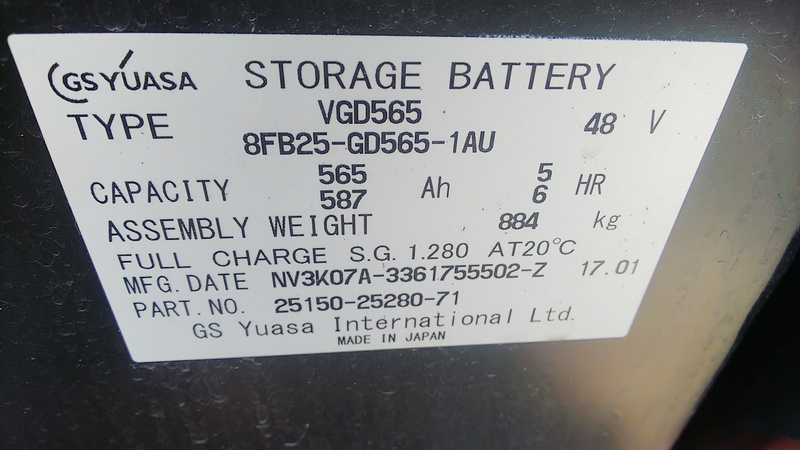 GS YUASA STORAGE BATTERY
TYPE VGD565 48 V
8FB25-GD565-1AU
CAPACITY 565 Ah 5 HR
587 6
ASSEMBLY WEIGHT 884 kg
FULL CHARGE S.G. 1.280 AT20°C
MFG. DATE NV3K07A-3361755502-Z 17.01
PART. NO. 25150-25280-71
GS Yuasa International Ltd.
MADE IN JAPAN